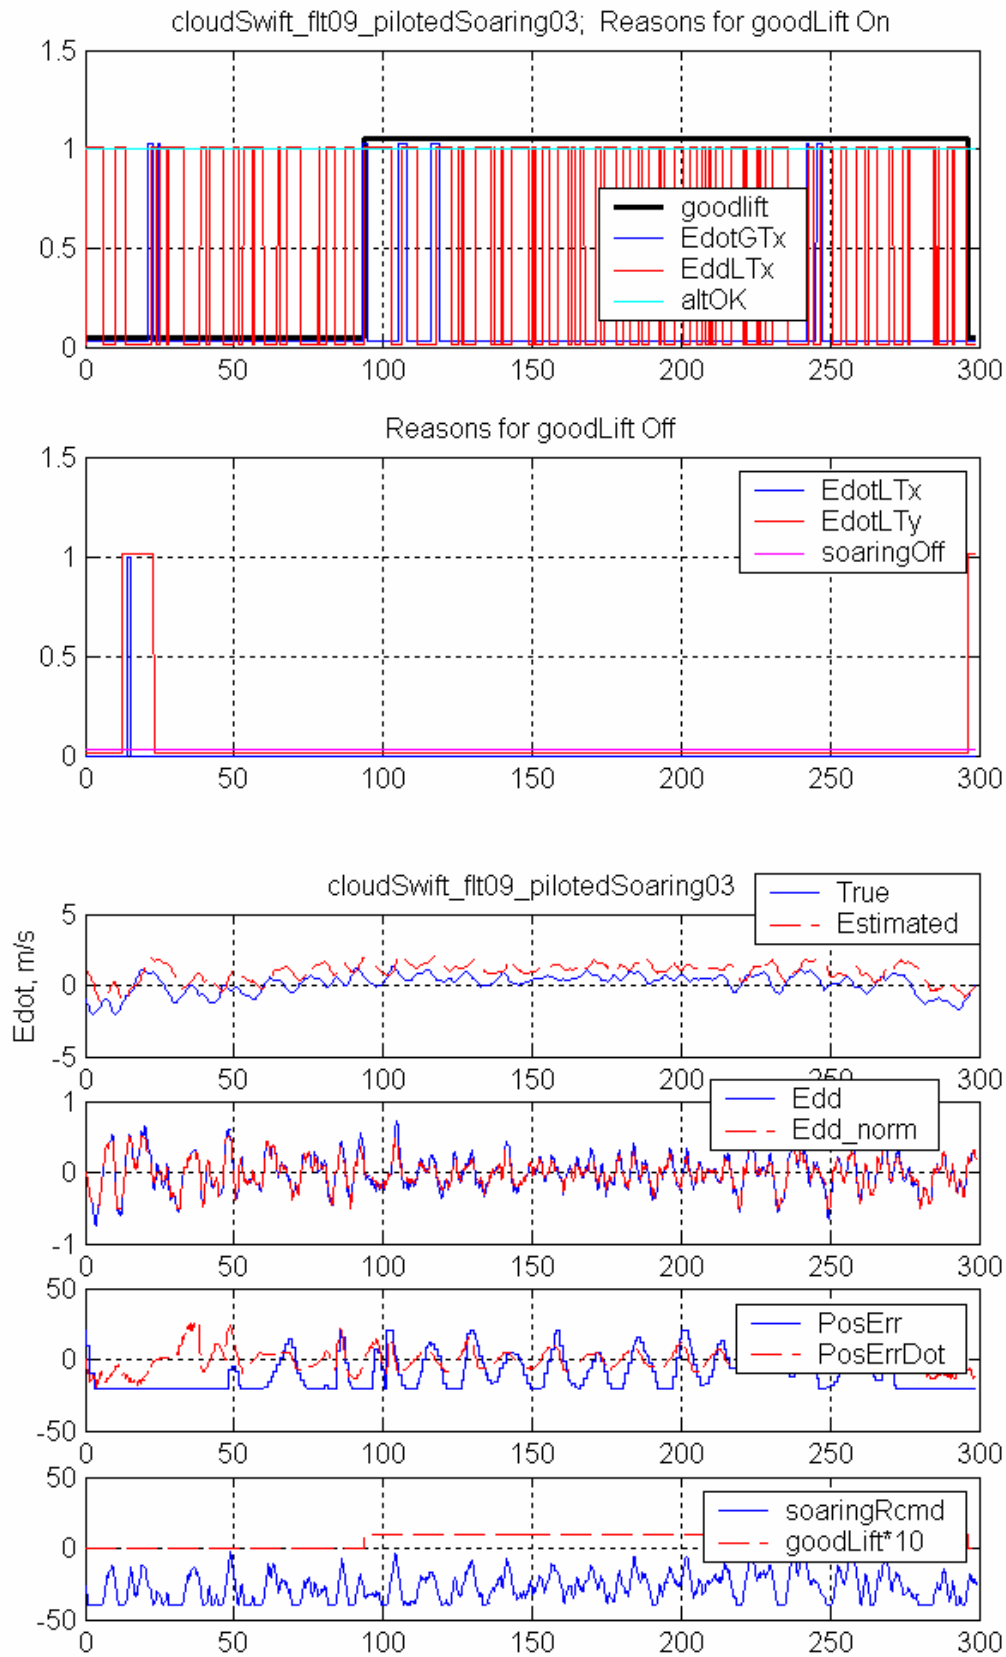 cloudSwift_flt09_pilotedSoaring03; Reasons for goodLift On
1.5
1
0.5
0
0 50 100 150 200 250 300
goodlift
EdotGTx
EddLTx
altOK
Reasons for goodLift Off
1.5
1
0.5
0
0 50 100 150 200 250 300
EdotLTx
EdotLTy
soaringOff
cloudSwift_flt09_pilotedSoaring03
True
Estimated
Edot, m/s
5
0
-5
0 50 100 150 200 250 300
Edd
Edd_norm
1
0
-1
0 50 100 150 200 250 300
PosErr
PosErrDot
50
0
-50
0 50 100 150 200 250 300
soaringRcmd
goodLift*10
50
0
-50
0 50 100 150 200 250 300